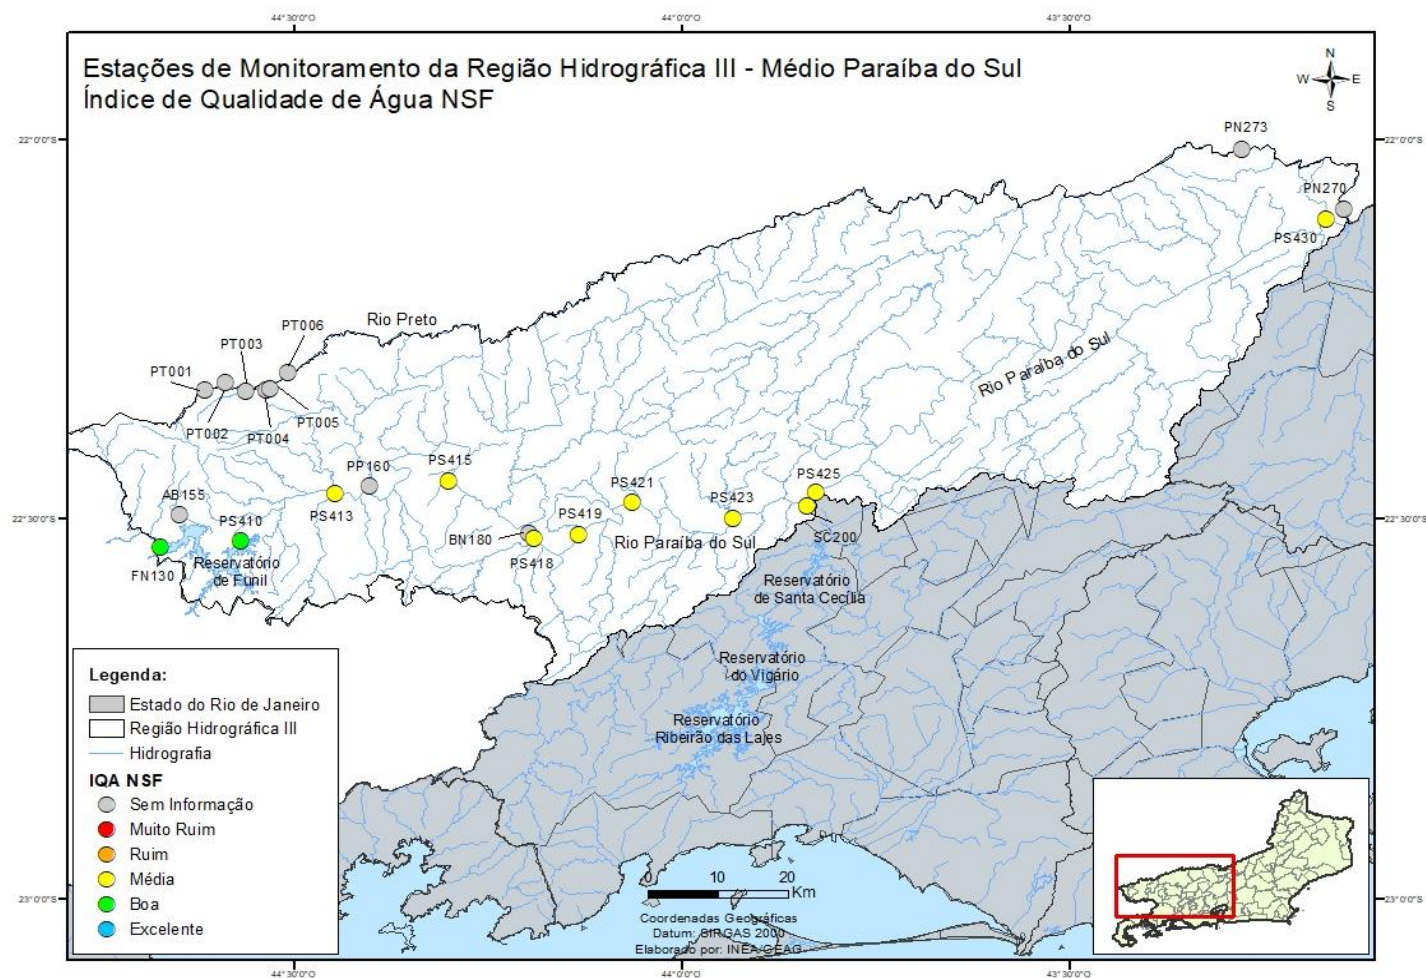 44°30'0"O
44°0'0"O
43°30'0"O
Estações de Monitoramento da Região Hidrográfica III - Médio Paraíba do Sul
Índice de Qualidade de Água NSF
N
W
E
S
22°0'0"S
22°0'0"S
PN273
PN270
PS430
PT006
Rio Preto
PT003
PT001
PT005
PT002
PT004
Rio Paraíba do Sul
PP160
PS415
PS425
PS421
AB155
PS423
PS413
PS410
PS419
22°30'0"S
22°30'0"S
BN180
SC200
Rio Paraíba do Sul
PS418
Reservatório
de Funil
FN130
Reservatório
de Santa Cecília
Reservatório
do Vigário
Reservatório
Ribeirão das Lajes
Legenda:
Estado do Rio de Janeiro
Região Hidrográfica III
Hidrografia
IQA NSF
Sem Informação
Muito Ruim
Ruim
Média
Boa
Excelente
0 10 20
Km
23°0'0"S
23°0'0"S
Coordenadas Geográficas
Datum: SIRGAS 2000
Elaborado por: INEA/GEAG
44°30'0"O
44°0'0"O
43°30'0"O